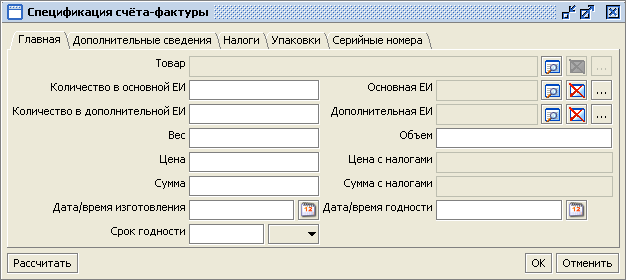 Спецификация счёта-фактуры
Главная Дополнительные сведения Налоги Упаковки Серийные номера
Товар ...
Количество в основной ЕИ Основная ЕИ ...
Количество в дополнительной ЕИ Дополнительная ЕИ ...
Вес Объем
Цена Цена с налогами
Сумма Сумма с налогами
Дата/время изготовления 12 Дата/время годности 12
Срок годности
Рассчитать OK Отменить